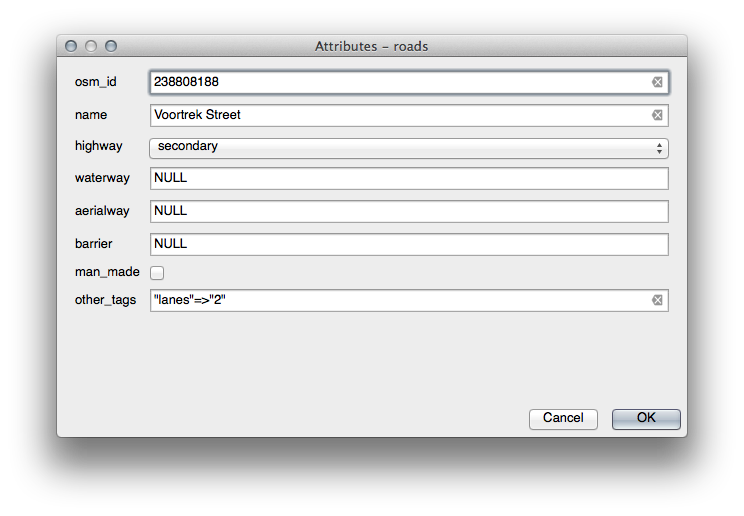 Attributes – roads
osm_id 238808188
name Voortrek Street
highway secondary
waterway NULL
aerialway NULL
barrier NULL
man_made
other_tags "lanes"=>"2"
Cancel OK